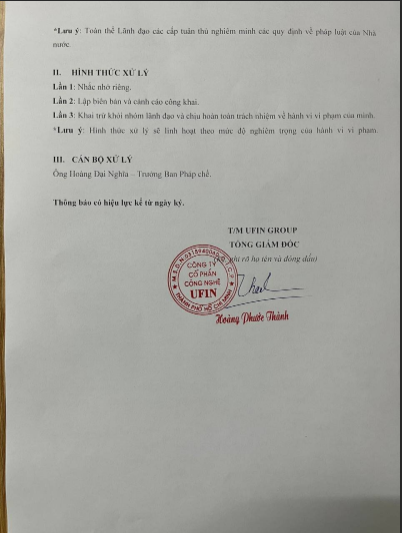 *Lưu ý: Toàn thể Lãnh đạo các cấp tuân thủ nghiêm minh các quy định về pháp luật của Nhà
nước.
II. HÌNH THỨC XỬ LÝ
Lần 1: Nhắc nhở riêng.
Lần 2: Lập biên bản và cảnh cáo công khai.
Lần 3: Khai trừ khỏi nhóm lãnh đạo và chịu hoàn toàn trách nhiệm về hành vi vi phạm của mình.
*Lưu ý: Hình thức xử lý sẽ linh hoạt theo mức độ nghiêm trọng của hành vi vi phạm.
III. CÁN BỘ XỬ LÝ
Ông Hoàng Đại Nghĩa – Trưởng Ban Pháp chế.
Thông báo có hiệu lực kể từ ngày ký.
T/M UFIN GROUP
TỔNG GIÁM ĐỐC
ghi rõ họ tên và đóng dấu)
CÔNG TY
CỔ PHẦN
CÔNG NGHỆ
UFIN
THÀNH PHỐ HỒ CHÍ MINH
Hoàng Phước Thành